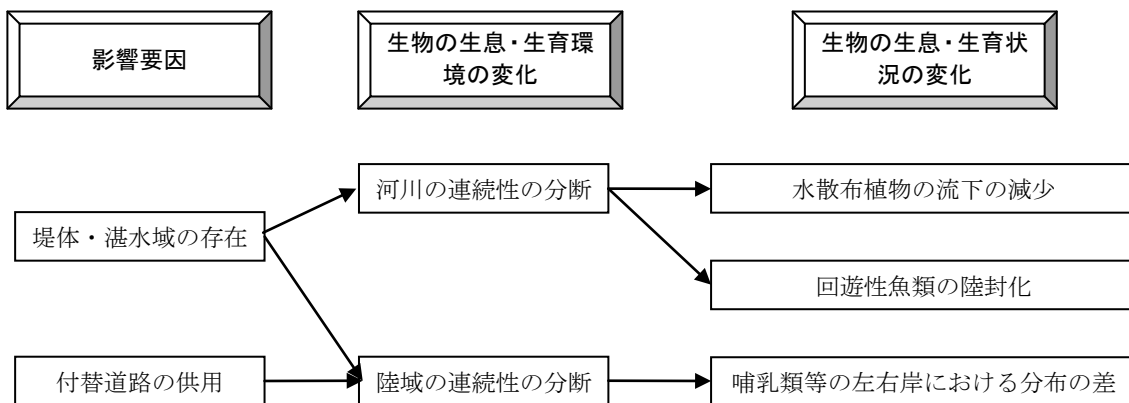 影響要因
生物の生息・生育環
境の変化
生物の生息・生育状
況の変化
河川の連続性の分断
水散布植物の流下の減少
堤体・湛水域の存在
回遊性魚類の陸封化
付替道路の供用
陸域の連続性の分断
哺乳類等の左右岸における分布の差